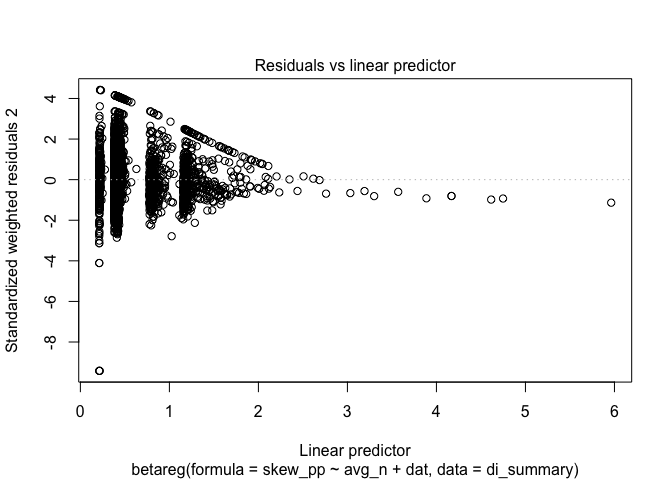 Residuals vs linear predictor
Standardized weighted residuals 2
4
2
0
-2
-4
-6
-8
0 1 2 3 4 5 6
Linear predictor
betareg(formula = skew_pp ~ avg_n + dat, data = di_summary)